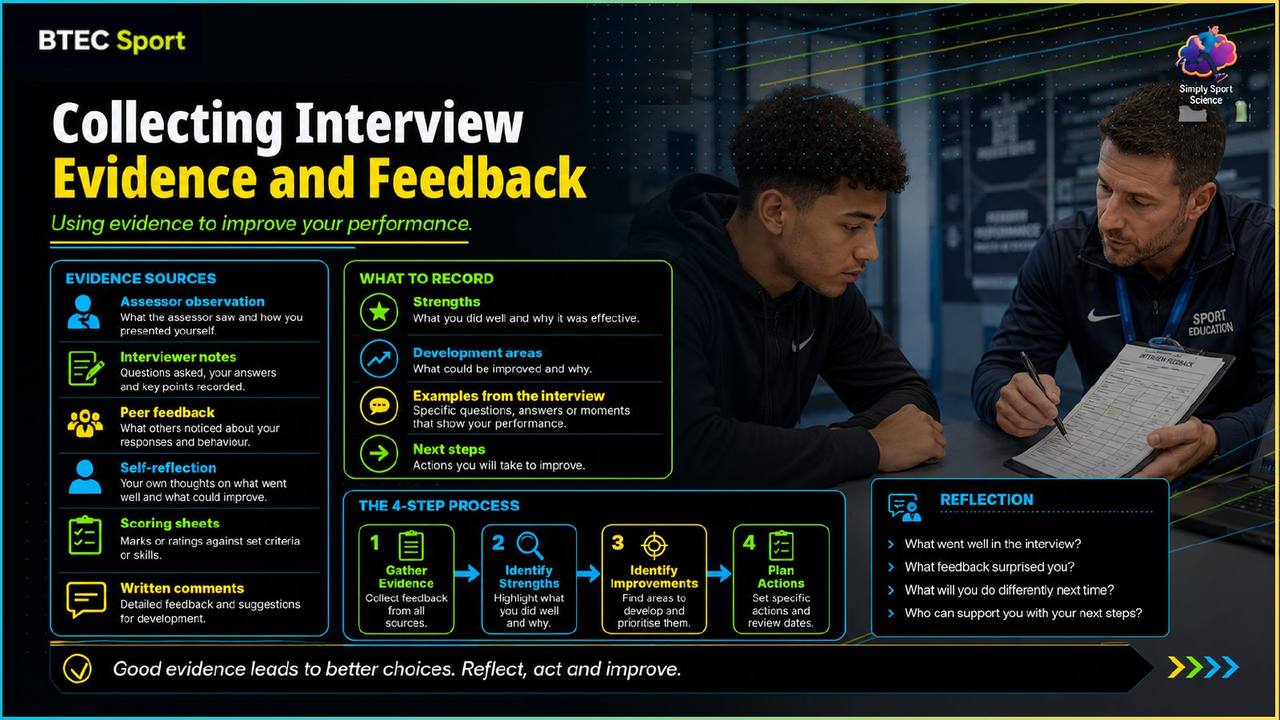 BTEC Sport
Simply Sport
Science
Collecting Interview
Evidence and Feedback
Using evidence to improve your performance.
EVIDENCE SOURCES
Assessor observation
What the assessor saw and how you
presented yourself.
Interviewer notes
Questions asked, your answers
and key points recorded.
Peer feedback
What others noticed about your
responses and behaviour.
Self-reflection
Your own thoughts on what went
well and what could improve.
Scoring sheets
Marks or ratings against set criteria
or skills.
Written comments
Detailed feedback and suggestions
for development.
WHAT TO RECORD
Strengths
What you did well and why it was effective.
Development areas
What could be improved and why.
Examples from the interview
Specific questions, answers or moments
that show your performance.
Next steps
Actions you will take to improve.
SPORT
EDUCATION
INTERVIEW FEEDBACK
THE 4-STEP PROCESS
1
Gather
Evidence
Collect feedback
from all
sources.
2
Identify
Strengths
Highlight what
you did well
and why.
3
Identify
Improvements
Find areas to
develop and
prioritise them.
4
Plan
Actions
Set specific
actions and
review dates.
REFLECTION
What went well in the interview?
What feedback surprised you?
What will you do differently next time?
Who can support you with your next steps?
Good evidence leads to better choices. Reflect, act and improve.